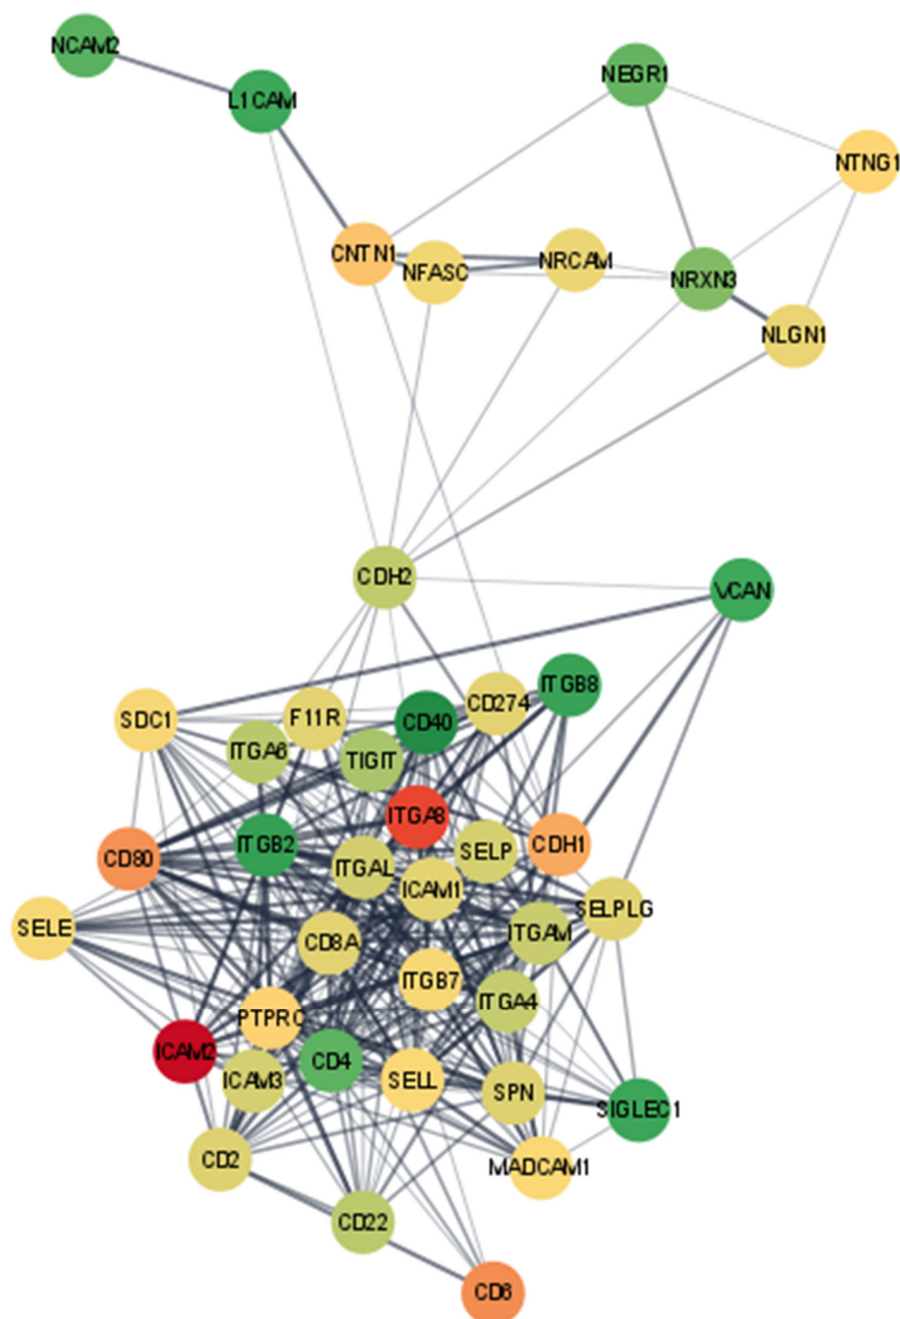 NCAM2
NEGR1
L1CAM
NTNG1
CNTN1
NFASC
NRCAM
NRXN3
NLGN1
CDH2
VCAN
ITGB8
CD274
SDC1
F11R
CD40
ITGA6
TIGIT
ITGA8
ITGB2
CDH1
SELP
CD80
ITGAL
ICAM1
SELPLG
SELE
ITGAM
CD8A
ITGB7
ITGA4
PTPRC
ICAM2
CD4
ICAM3
SELL
SPN
SIGLEC1
CD2
MADCAM1
CD22
CD6